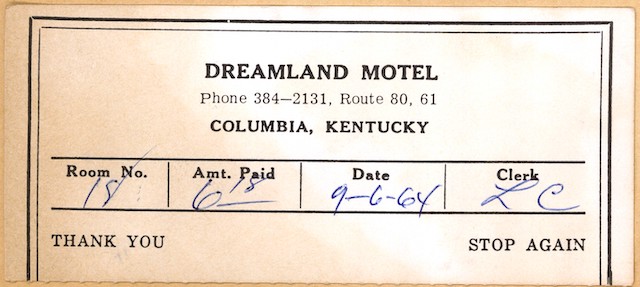 DREAMLAND MOTEL
Phone 384—2131, Route 80, 61
COLUMBIA, KENTUCKY
Room No. Amt. Paid Date Clerk
18 6 18 9-6-64 L C
THANK YOU STOP AGAIN